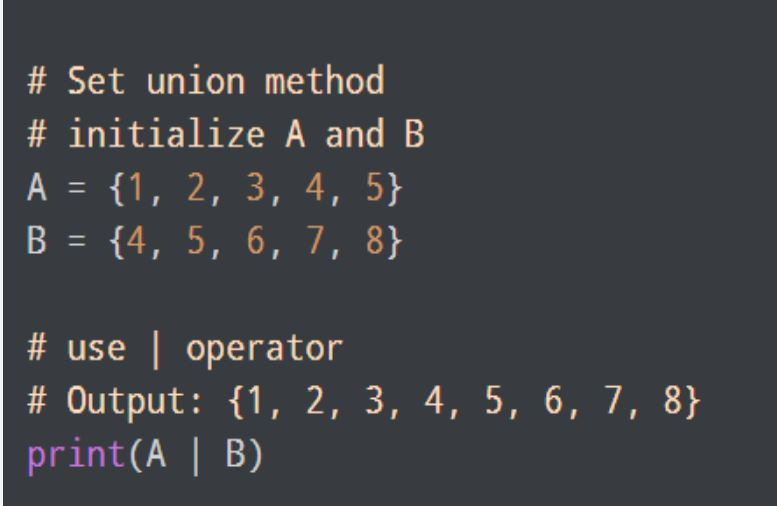 # Set union method
# initialize A and B
A = {1, 2, 3, 4, 5}
B = {4, 5, 6, 7, 8}
# use | operator
# Output: {1, 2, 3, 4, 5, 6, 7, 8}
print(A | B)